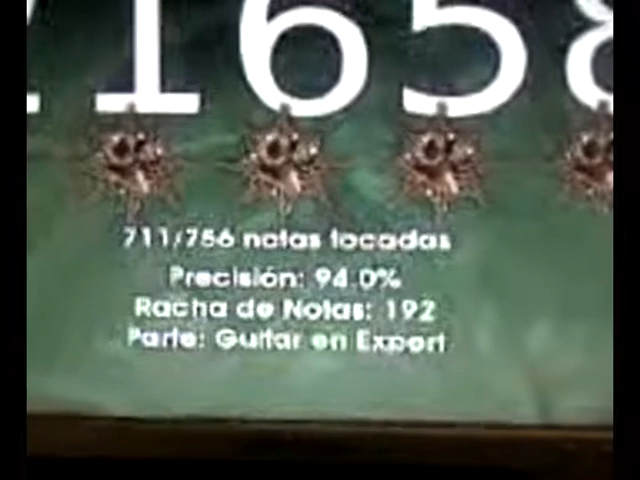 1658
711/756 notas tocadas
Precisión: 94.0%
Racha de Notas: 192
Parte: Guitar en Expert